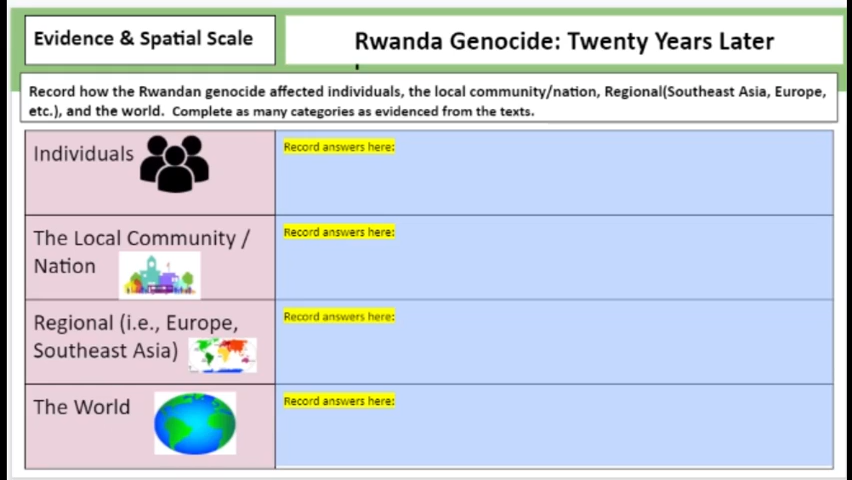 Evidence & Spatial Scale
Rwanda Genocide: Twenty Years Later
Record how the Rwandan genocide affected individuals, the local community/nation, Regional(Southeast Asia, Europe,
etc.), and the world. Complete as many categories as evidenced from the texts.
Individuals
Record answers here:
The Local Community /
Nation
Record answers here:
Regional (i.e., Europe,
Southeast Asia)
Record answers here:
The World
Record answers here: